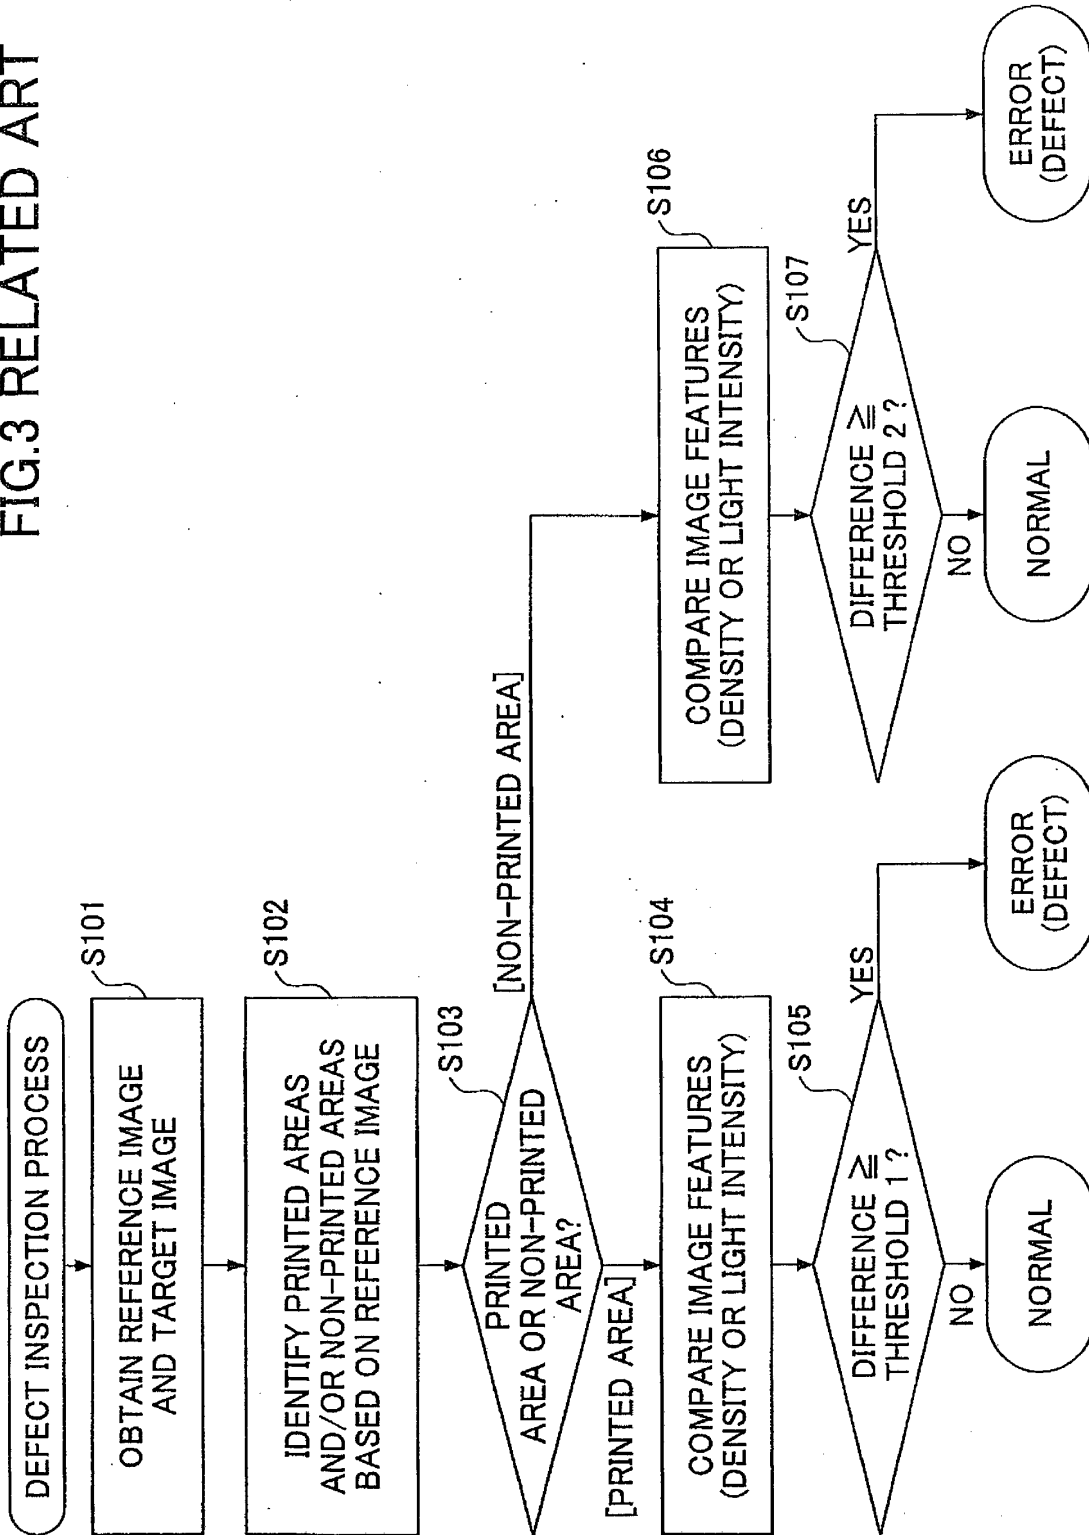 FIG.3 RELATED ART
DEFECT INSPECTION PROCESS
S101
OBTAIN REFERENCE IMAGE
AND TARGET IMAGE
S102
IDENTIFY PRINTED AREAS
AND/OR NON-PRINTED AREAS
BASED ON REFERENCE IMAGE
S103
PRINTED
AREA OR NON-PRINTED
AREA?
[NON-PRINTED AREA]
[PRINTED AREA]
S104
COMPARE IMAGE FEATURES
(DENSITY OR LIGHT INTENSITY)
S105
DIFFERENCE ≧
THRESHOLD 1 ?
YES
NO
NORMAL
ERROR
(DEFECT)
S106
COMPARE IMAGE FEATURES
(DENSITY OR LIGHT INTENSITY)
S107
DIFFERENCE ≧
THRESHOLD 2 ?
YES
NO
NORMAL
ERROR
(DEFECT)